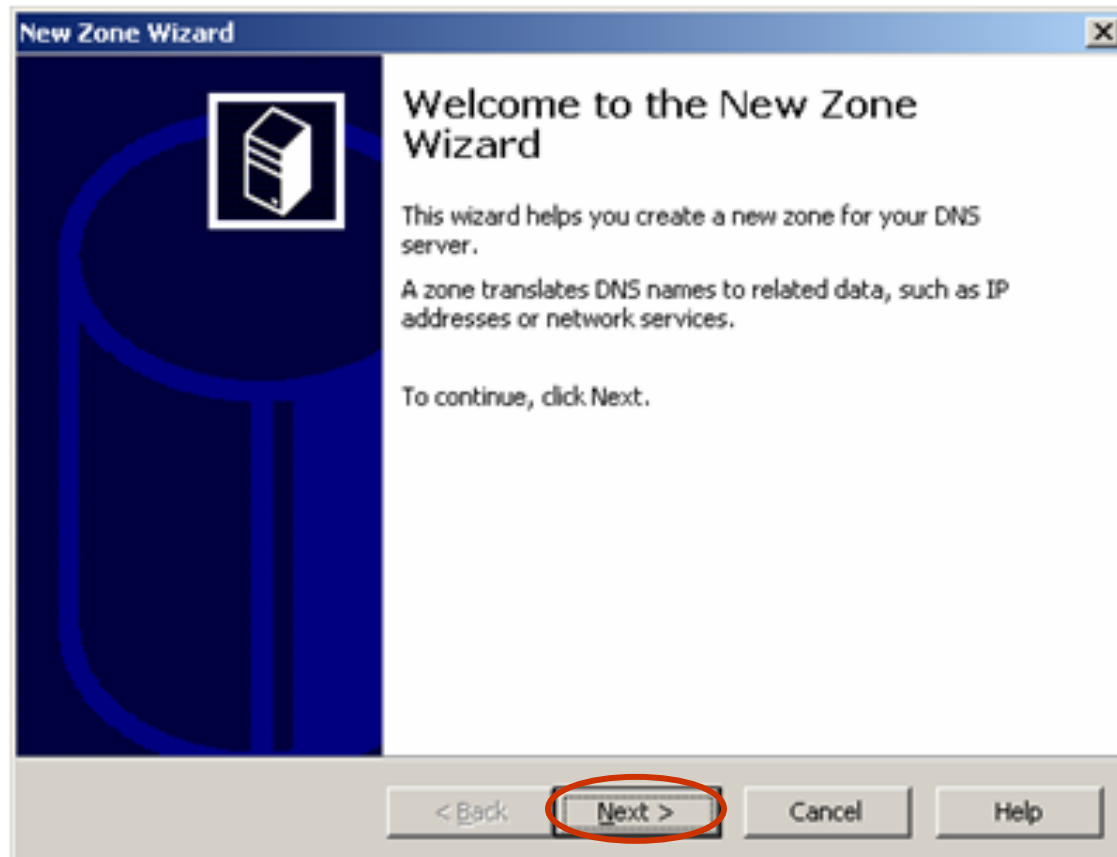 New Zone Wizard
Welcome to the New Zone
Wizard
This wizard helps you create a new zone for your DNS
server.
A zone translates DNS names to related data, such as IP
addresses or network services.
To continue, click Next.
< Back Next > Cancel Help